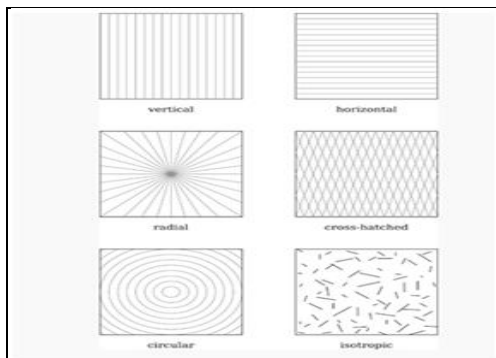 vertical
horizontal
radial
cross-hatched
circular
isotropic